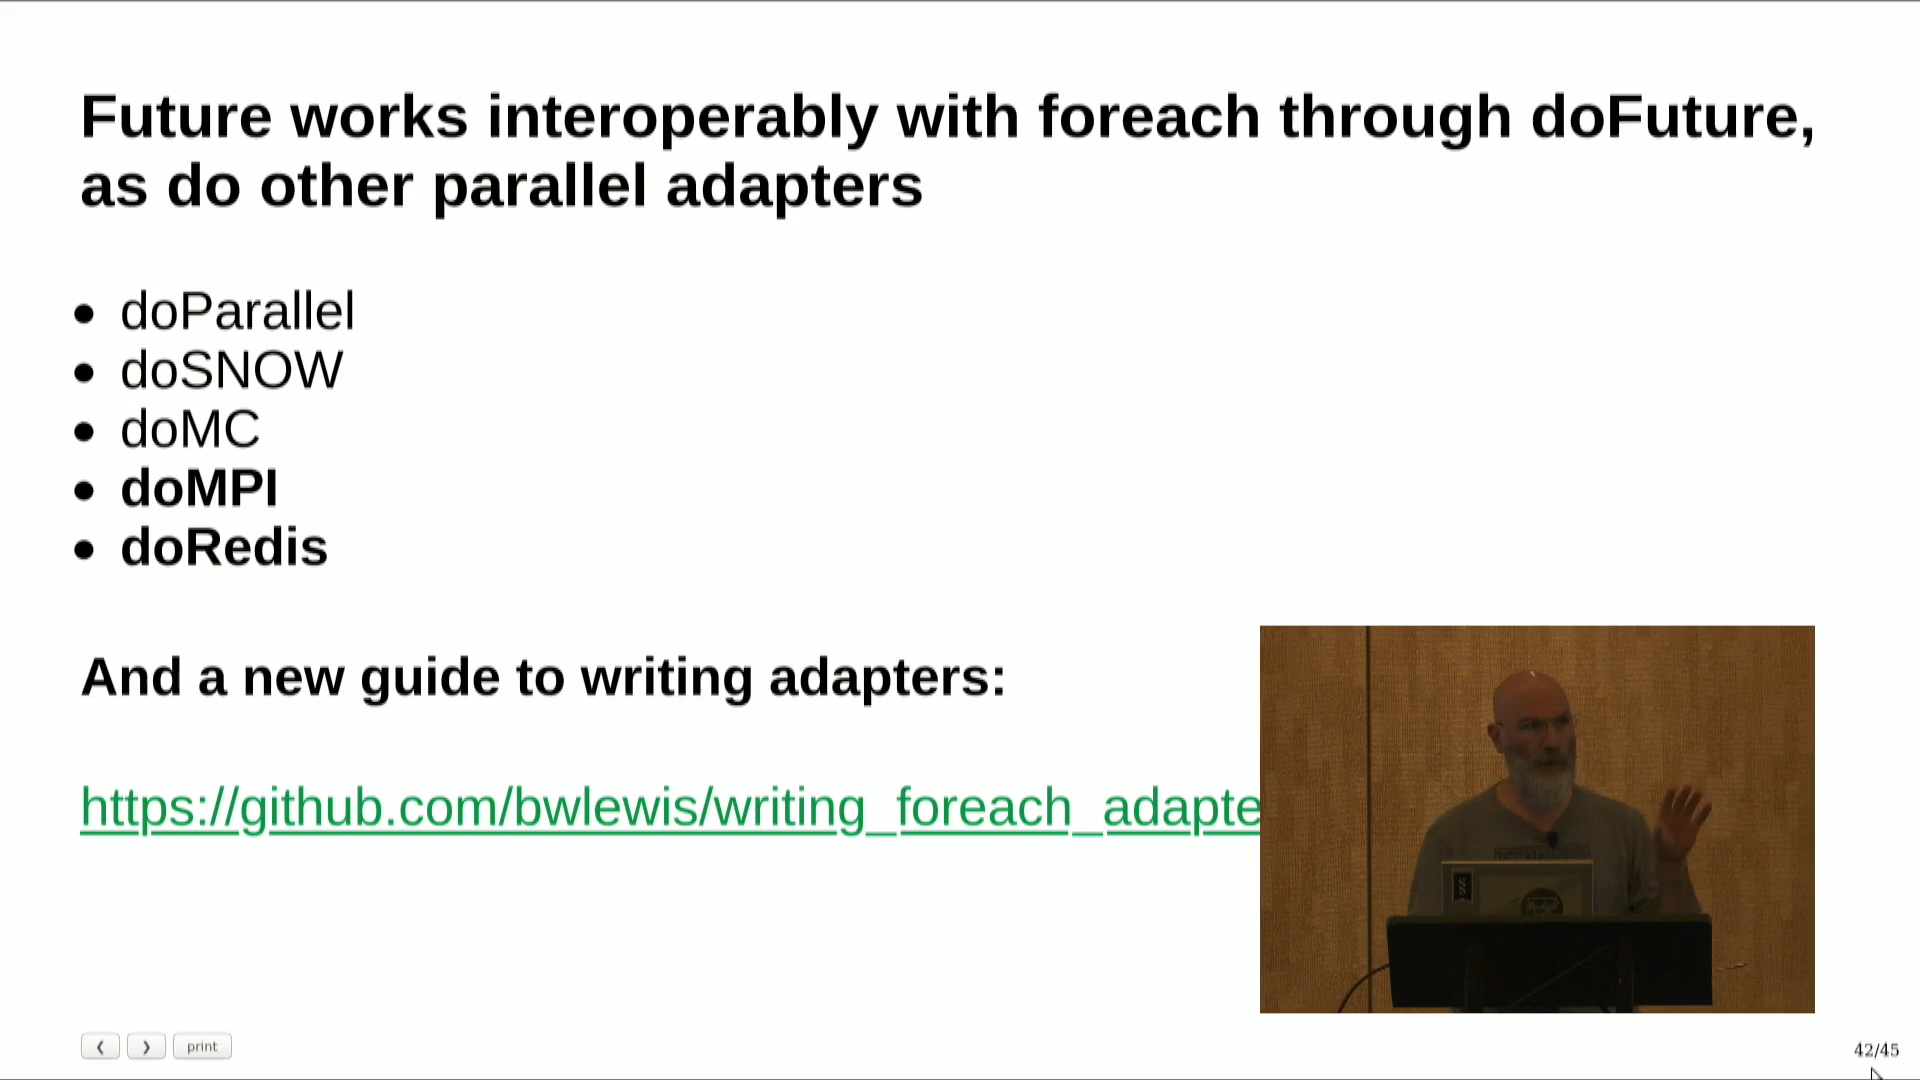 Future works interoperably with foreach through doFuture,
as do other parallel adapters
doParallel
doSNOW
doMC
doMPI
doRedis
And a new guide to writing adapters:
https://github.com/bwlewis/writing_foreach_adapte
print
42/45